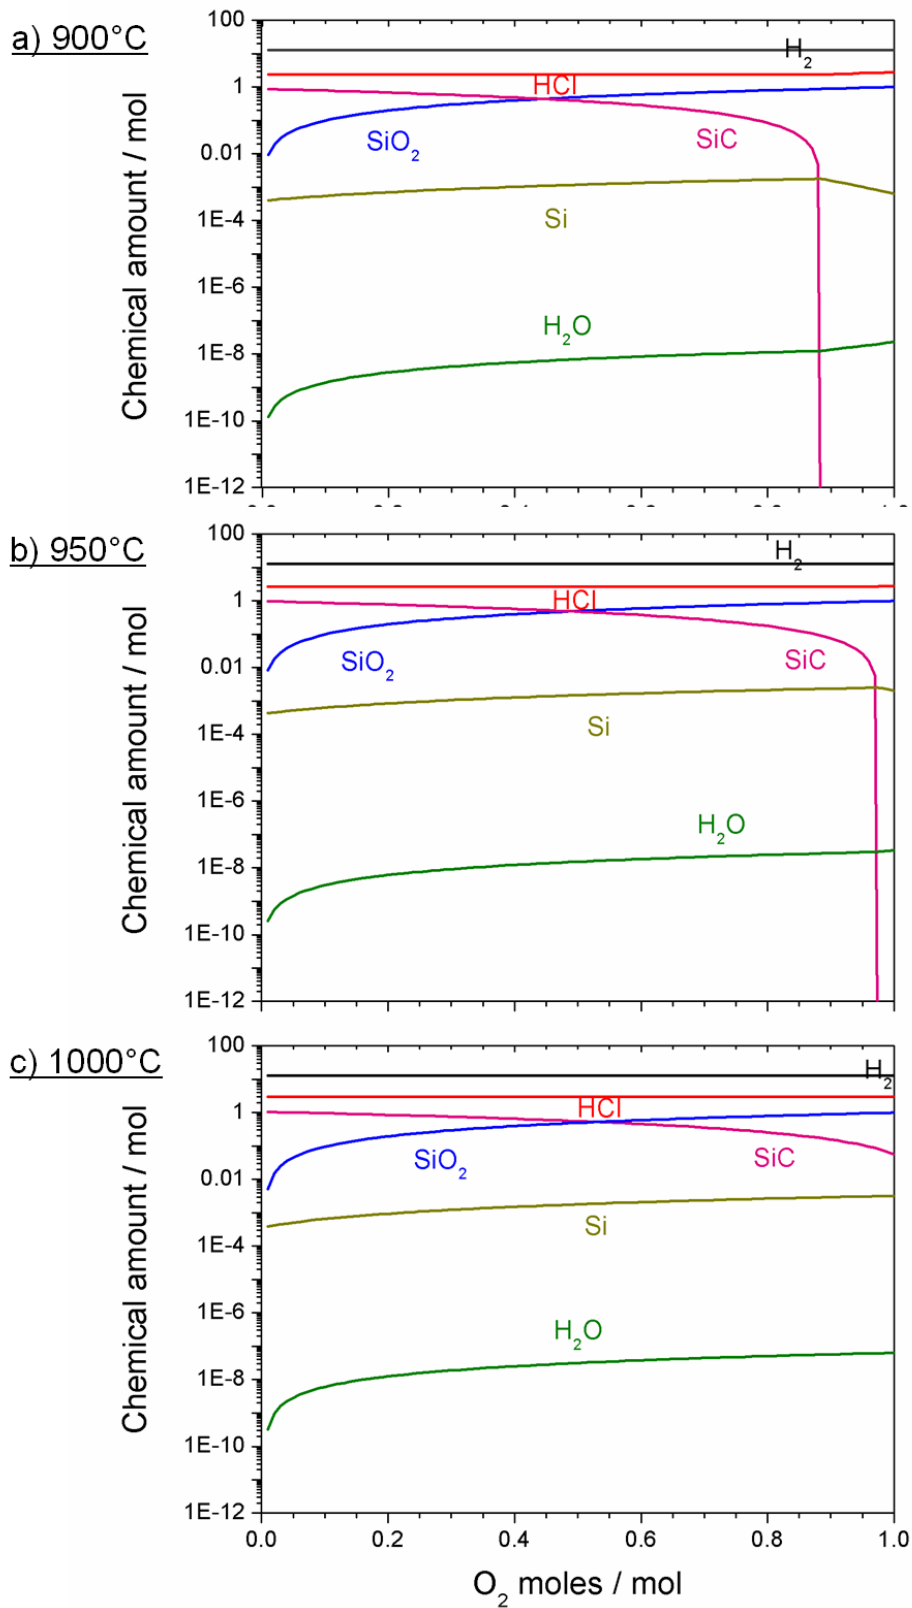 a) 900°C
Chemical amount / mol
100
1
0.01
1E-4
1E-6
1E-8
1E-10
1E-12
H2
HCl
SiO2
SiC
Si
H2O
b) 950°C
Chemical amount / mol
100
1
0.01
1E-4
1E-6
1E-8
1E-10
1E-12
H2
HCl
SiO2
SiC
Si
H2O
c) 1000°C
Chemical amount / mol
100
1
0.01
1E-4
1E-6
1E-8
1E-10
1E-12
H2
HCl
SiO2
SiC
Si
H2O
0.0 0.2 0.4 0.6 0.8 1.0
O2 moles / mol